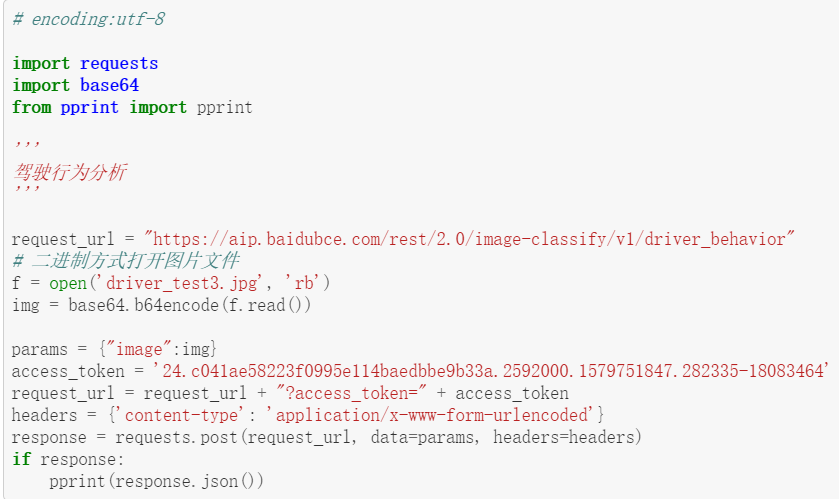 # encoding:utf-8
import requests
import base64
from pprint import pprint
'''
驾驶行为分析
'''
request_url = "https://aip.baidubce.com/rest/2.0/image-classify/v1/driver_behavior"
# 二进制方式打开图片文件
f = open('driver_test3.jpg', 'rb')
img = base64.b64encode(f.read())
params = {"image":img}
access_token = '24.c041ae58223f0995e114baedbbe9b33a.2592000.1579751847.282335-18083464'
request_url = request_url + "?access_token=" + access_token
headers = {'content-type': 'application/x-www-form-urlencoded'}
response = requests.post(request_url, data=params, headers=headers)
if response:
    pprint(response.json())